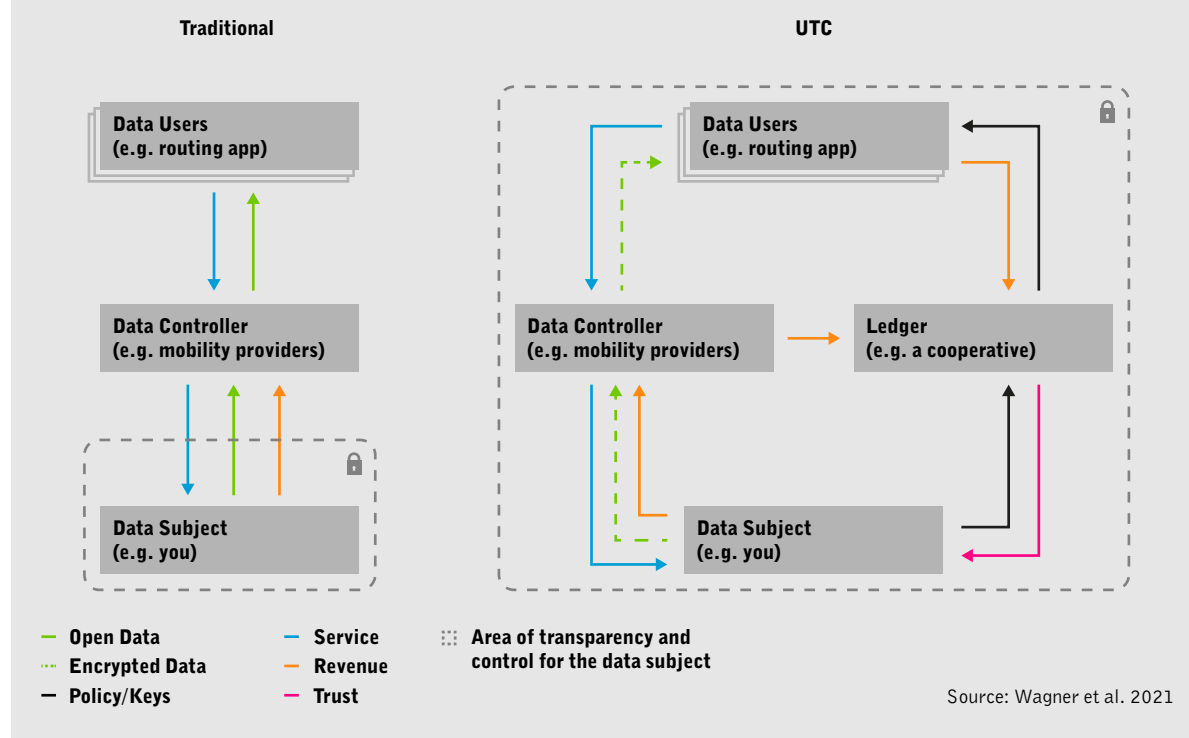 Traditional
UTC
Data Users
(e.g. routing app)
Data Users
(e.g. routing app)
Data Controller
(e.g. mobility providers)
Data Controller
(e.g. mobility providers)
Ledger
(e.g. a cooperative)
Data Subject
(e.g. you)
Data Subject
(e.g. you)
Open Data
Encrypted Data
Policy/Keys
Service
Revenue
Trust
Area of transparency and
control for the data subject
Source: Wagner et al. 2021